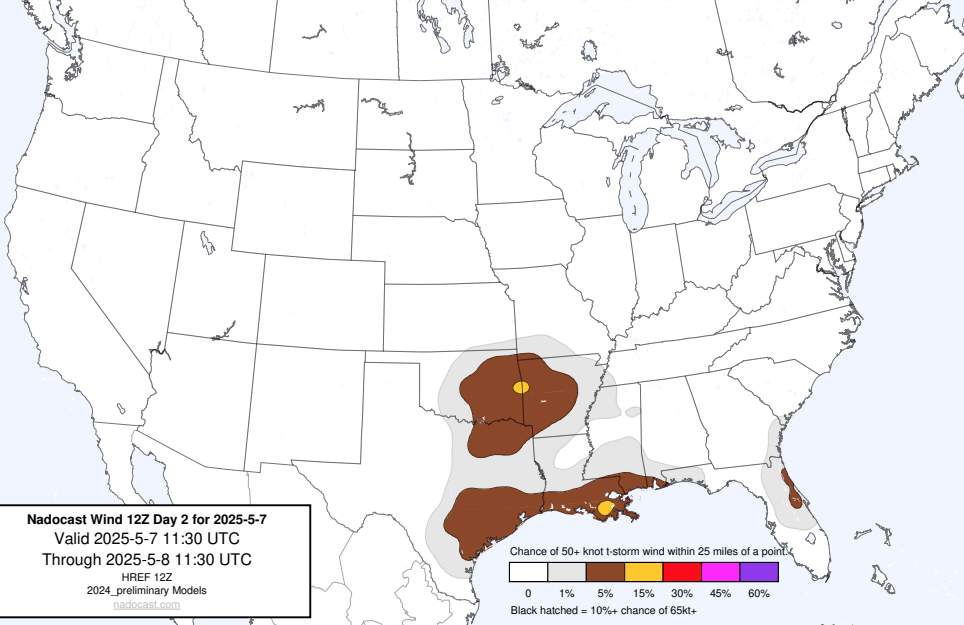 Nadocast Wind 12Z Day 2 for 2025-5-7
Valid 2025-5-7 11:30 UTC
Through 2025-5-8 11:30 UTC
HREF 12Z
2024_preliminary Models
nadocast.com
Chance of 50+ knot t-storm wind within 25 miles of a point.
0 1% 5% 15% 30% 45% 60%
Black hatched = 10%+ chance of 65kt+